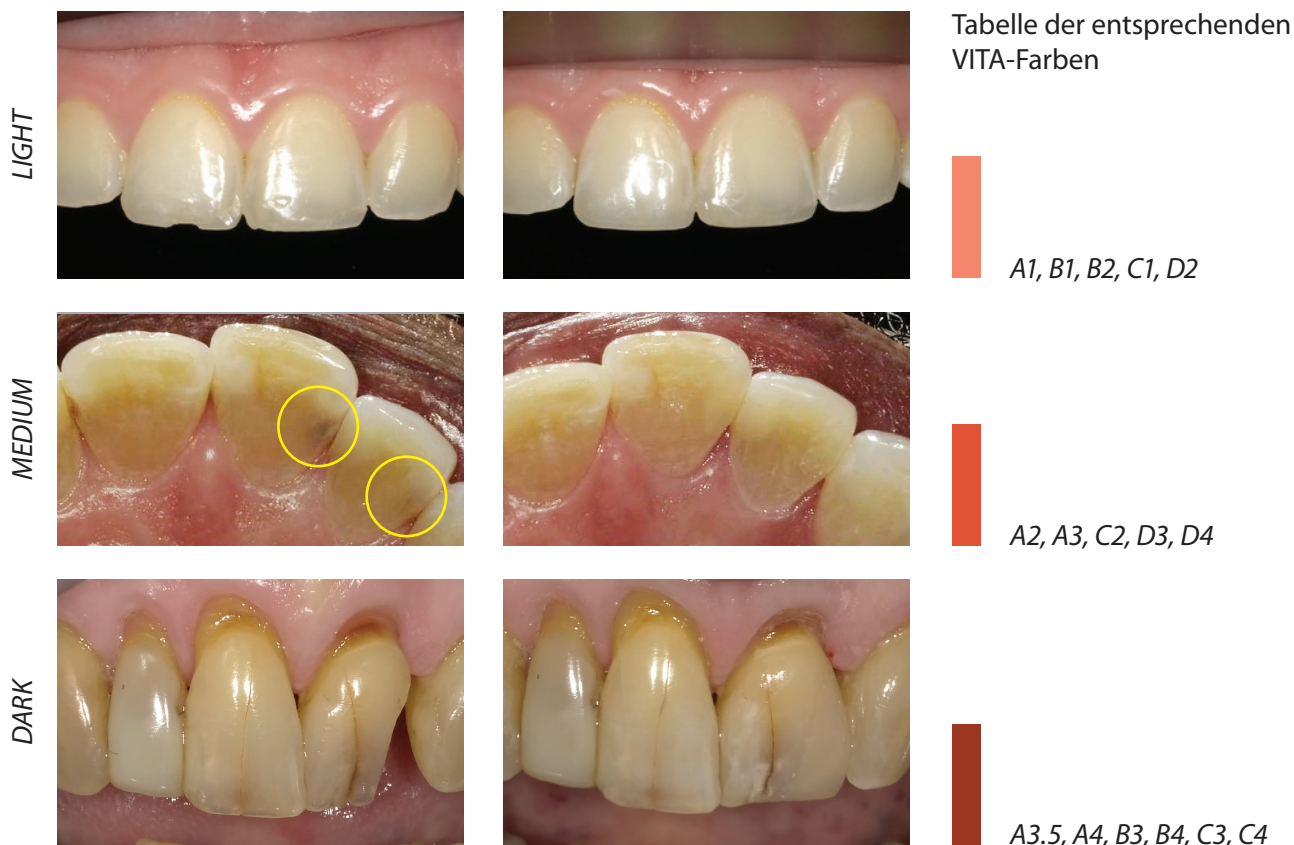 Tabelle der entsprechenden
VITA-Farben
LIGHT
A1, B1, B2, C1, D2
MEDIUM
A2, A3, C2, D3, D4
DARK
A3.5, A4, B3, B4, C3, C4